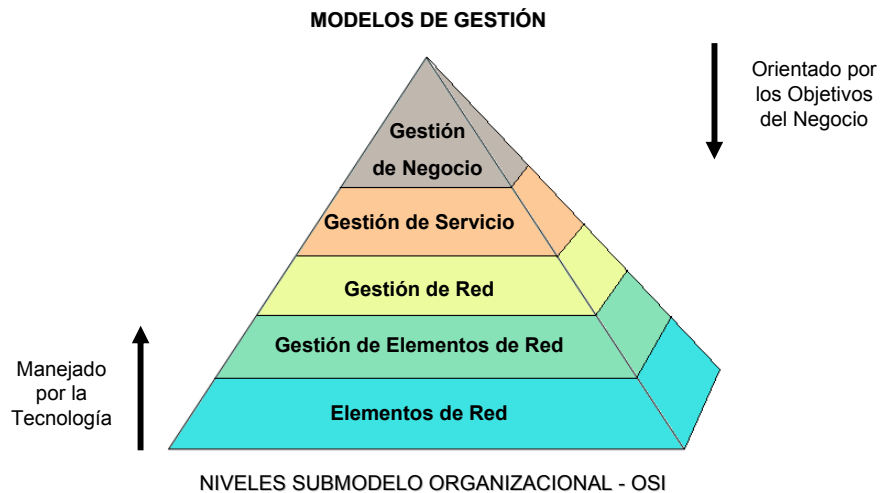 MODELOS DE GESTIÓN
Orientado por
los Objetivos
del Negocio
Gestión
de Negocio
Gestión de Servicio
Gestión de Red
Gestión de Elementos de Red
Elementos de Red
Manejado
por la
Tecnología
NIVELES SUBMODELO ORGANIZACIONAL - OSI